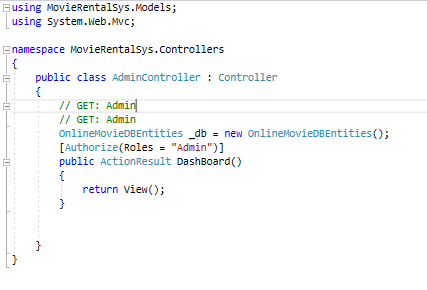 using MovieRentalSys.Models;
using System.Web.Mvc;
namespace MovieRentalSys.Controllers
{
public class AdminController : Controller
{
// GET: Admin
// GET: Admin
OnlineMovieDBEntities _db = new OnlineMovieDBEntities();
[Authorize(Roles = "Admin")]
public ActionResult DashBoard()
{
return View();
}
}
}